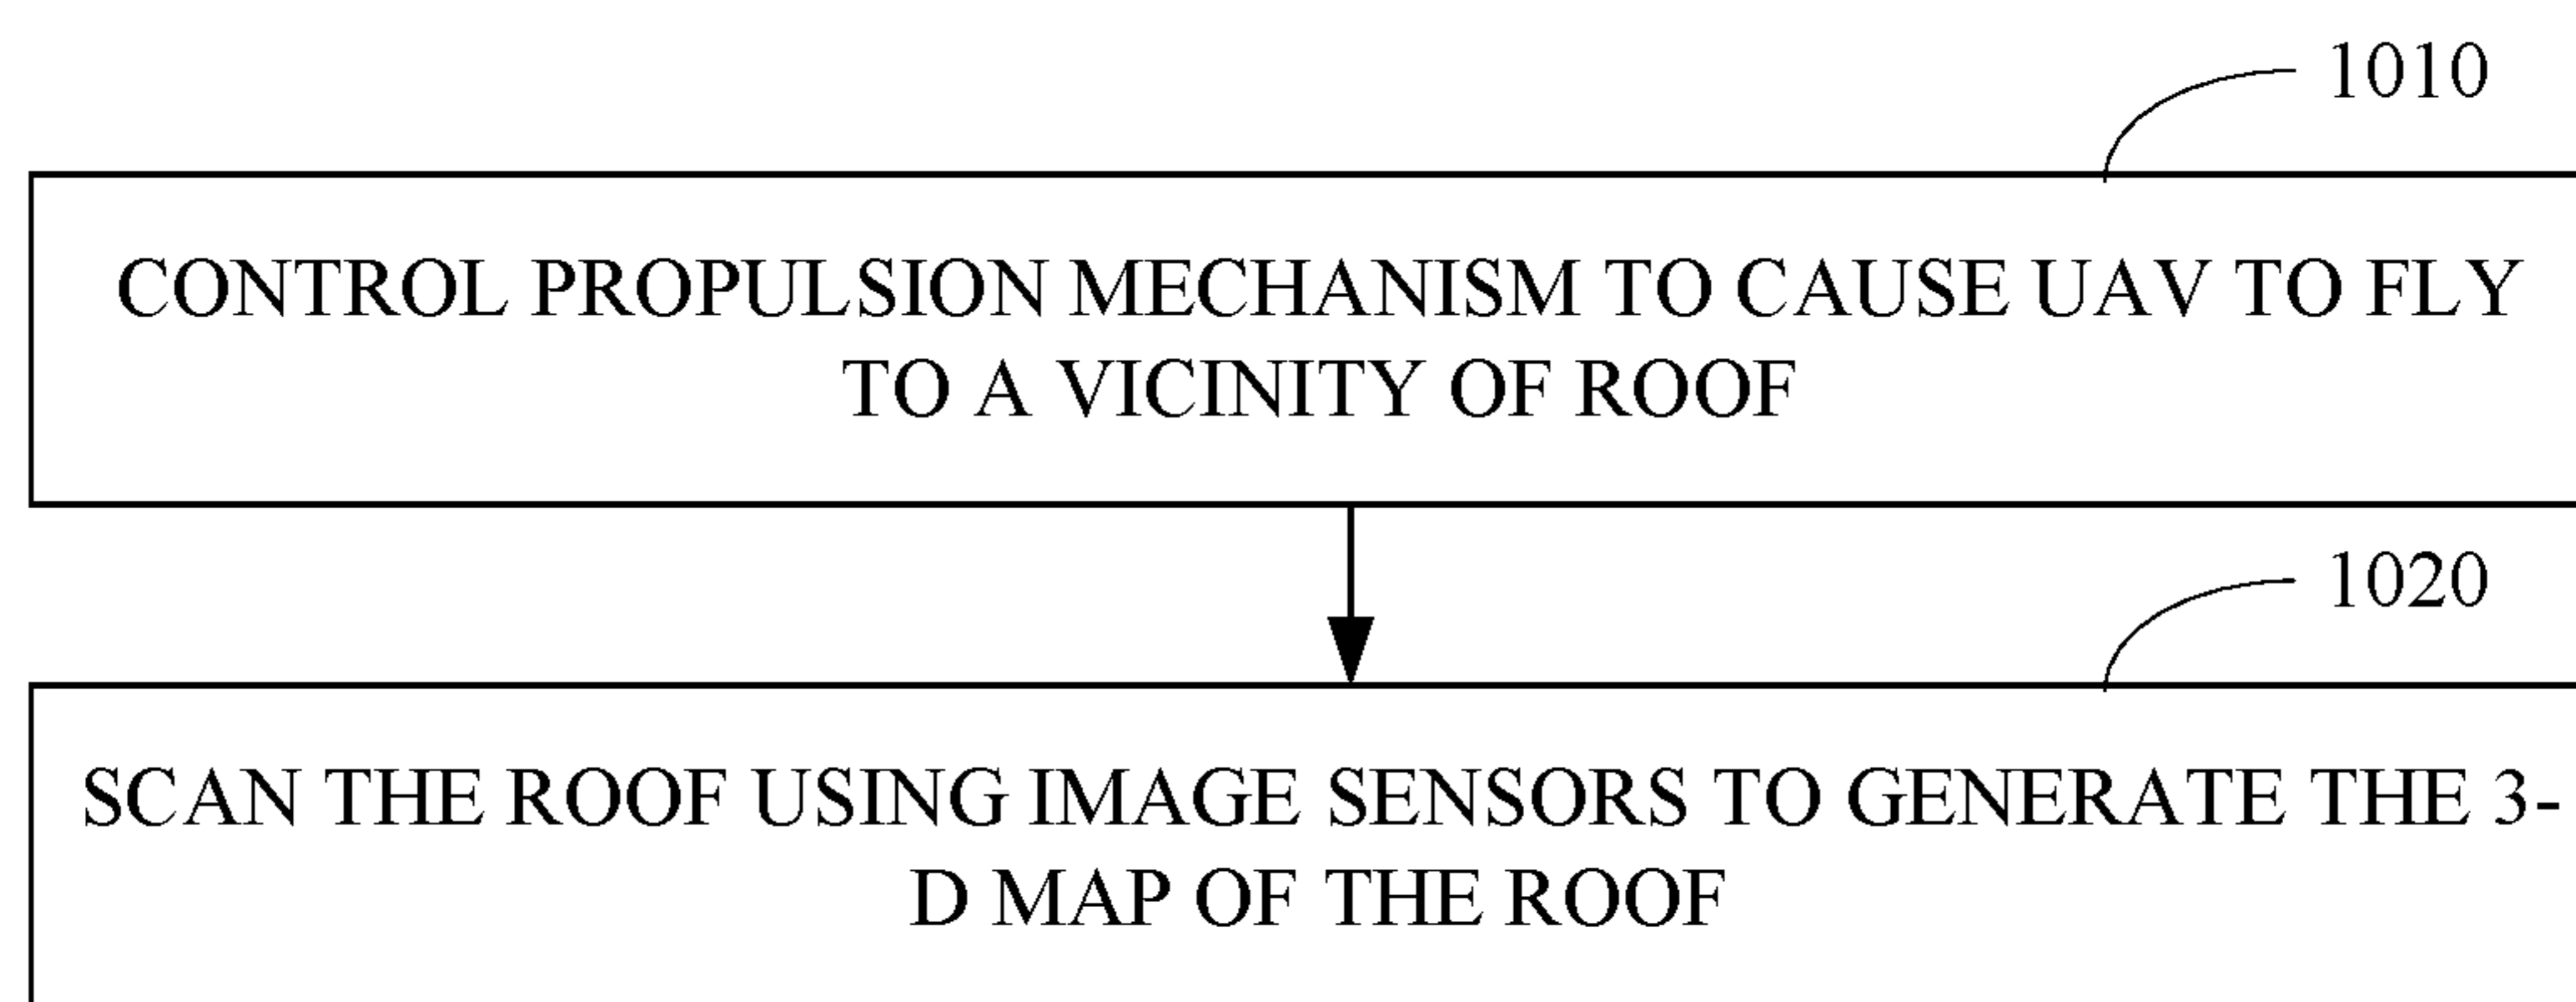 1010
CONTROL PROPULSION MECHANISM TO CAUSE UAV TO FLY
TO A VICINITY OF ROOF
1020
SCAN THE ROOF USING IMAGE SENSORS TO GENERATE THE 3-
D MAP OF THE ROOF